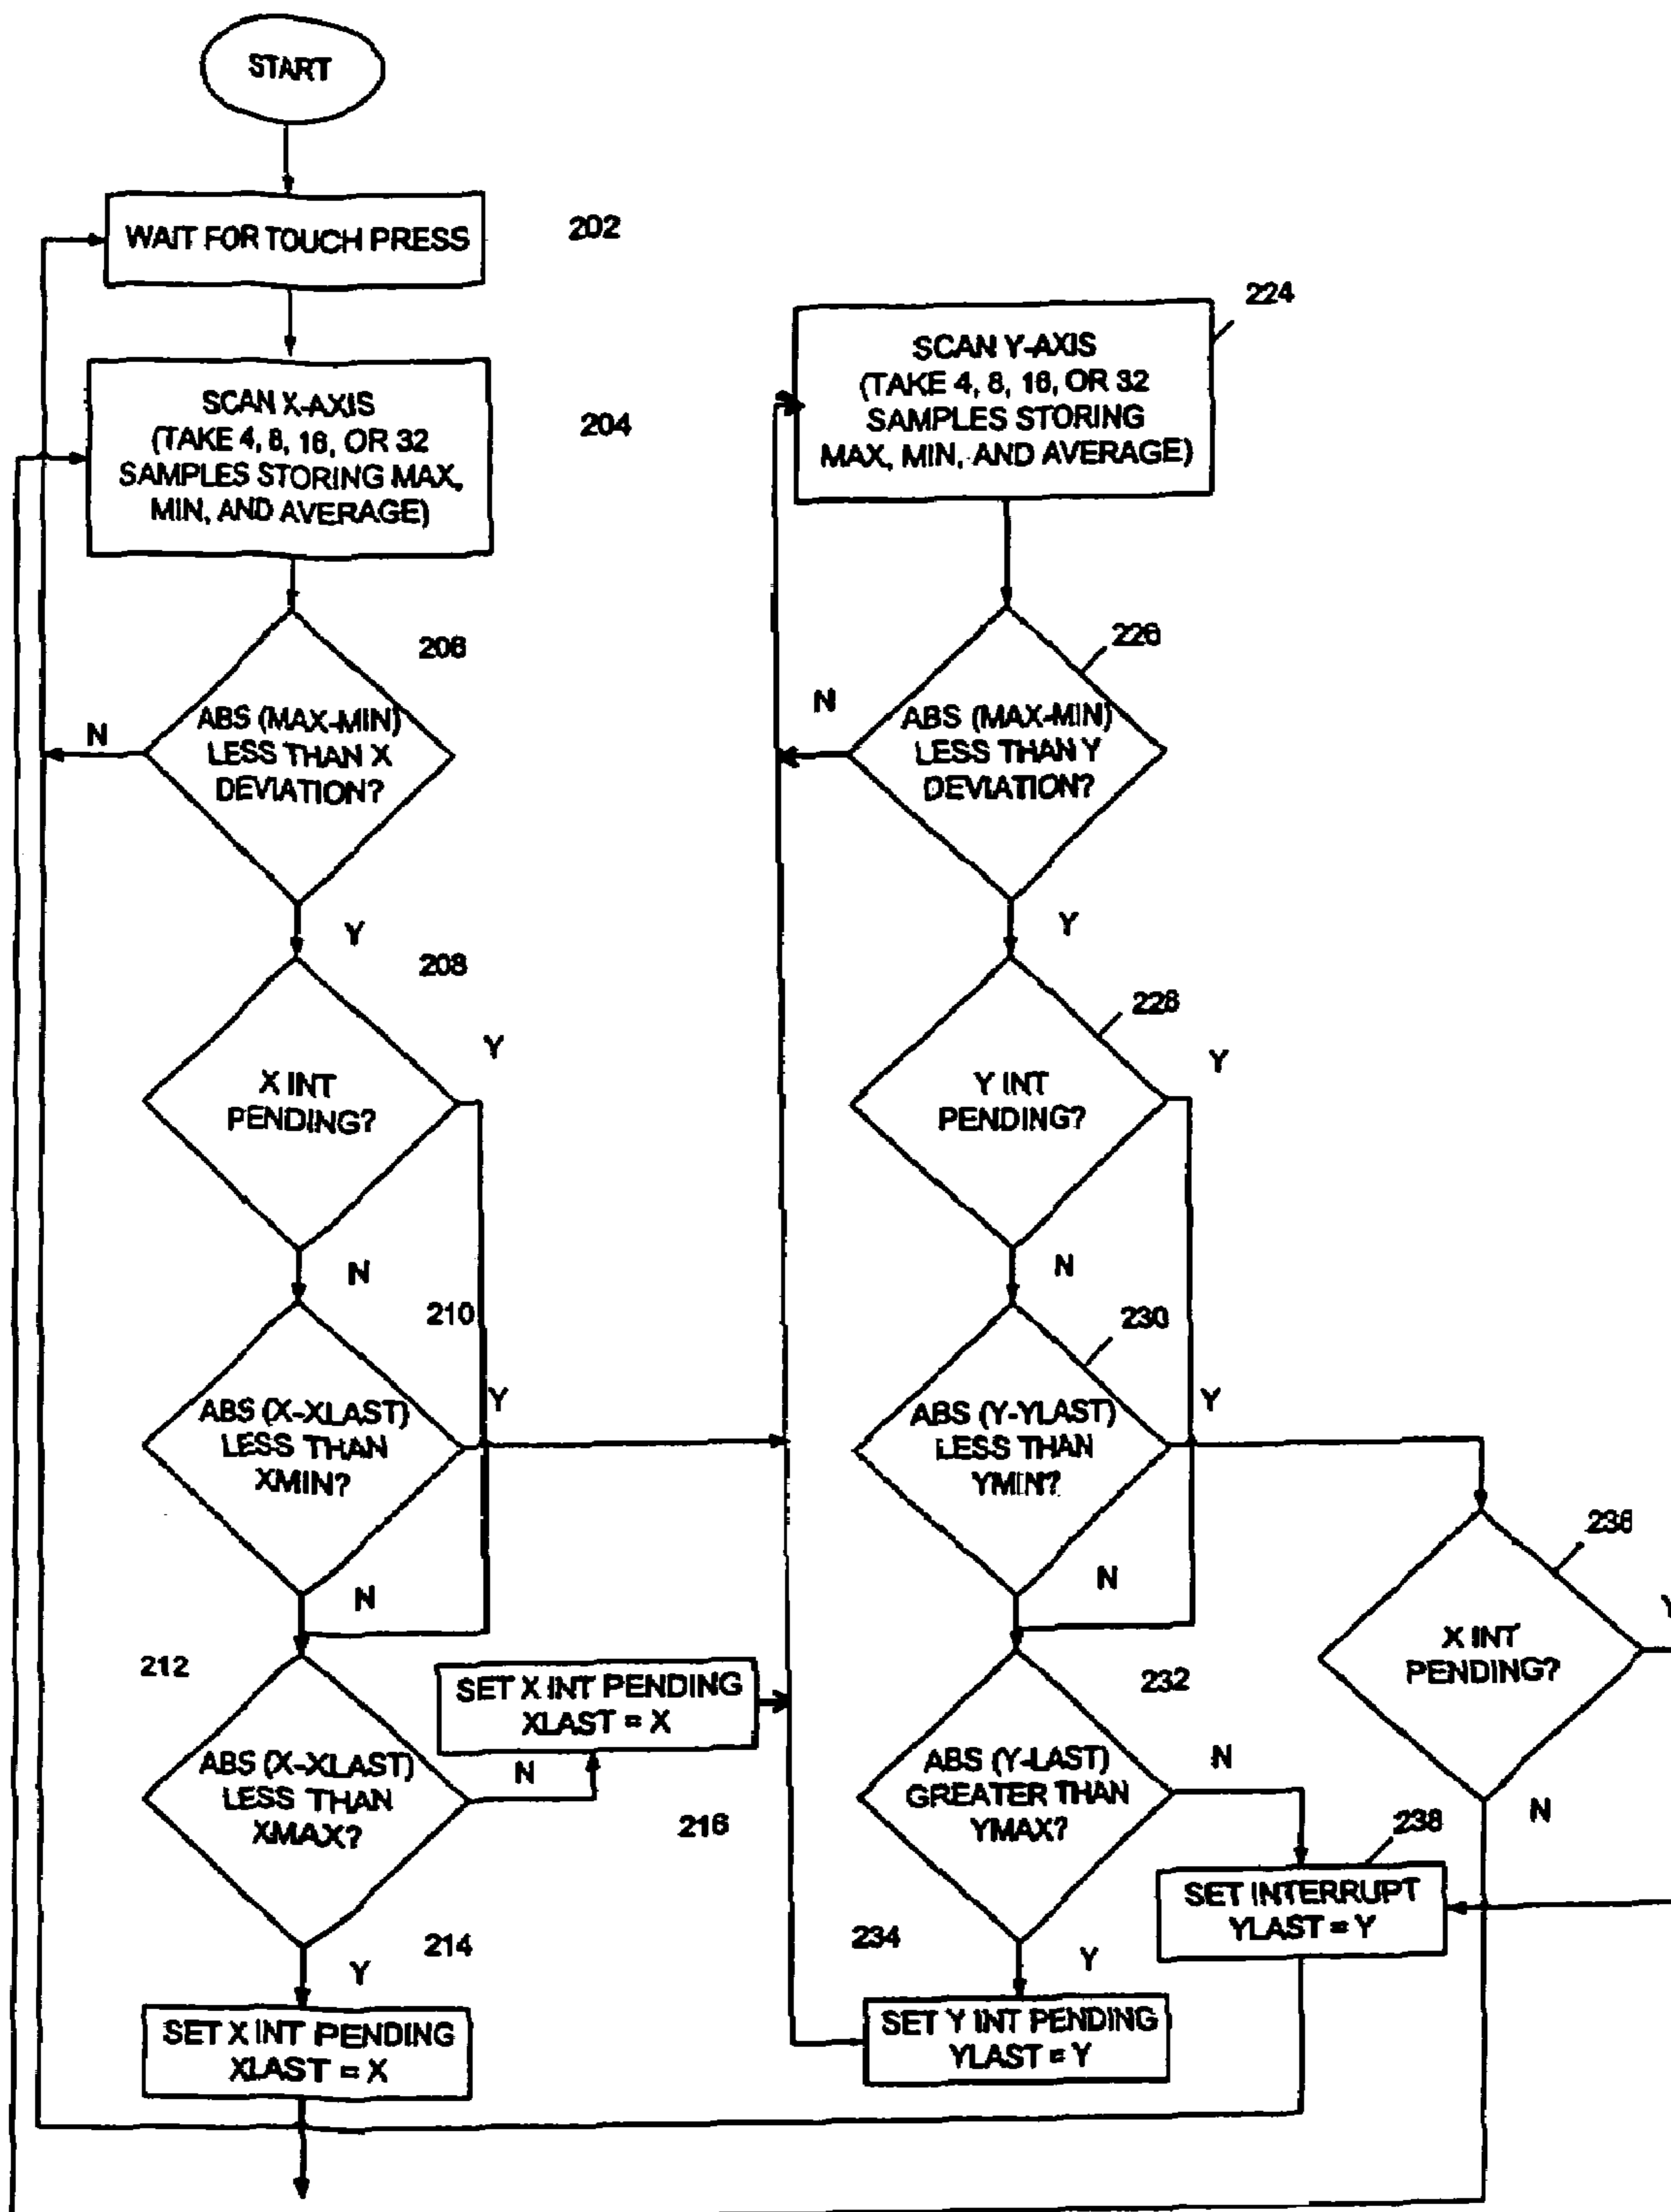 START
WAIT FOR TOUCH PRESS
202
SCAN X-AXIS
(TAKE 4, 8, 16, OR 32
SAMPLES STORING MAX,
MIN, AND AVERAGE)
204
206
ABS (MAX-MIN)
LESS THAN X
DEVIATION?
N
Y
208
X INT
PENDING?
Y
N
210
ABS (X-XLAST)
LESS THAN
XMIN?
Y
N
212
ABS (X-XLAST)
LESS THAN
XMAX?
N
SET X INT PENDING
XLAST = X
216
Y
214
SET X INT PENDING
XLAST = X
224
SCAN Y-AXIS
(TAKE 4, 8, 16, OR 32
SAMPLES STORING
MAX, MIN, AND AVERAGE)
226
ABS (MAX-MIN)
LESS THAN Y
DEVIATION?
N
Y
228
Y INT
PENDING?
Y
N
230
ABS (Y-YLAST)
LESS THAN
YMIN?
Y
N
232
ABS (Y-LAST)
GREATER THAN
YMAX?
N
Y
234
SET Y INT PENDING
YLAST = Y
236
X INT
PENDING?
Y
N
238
SET INTERRUPT
YLAST = Y